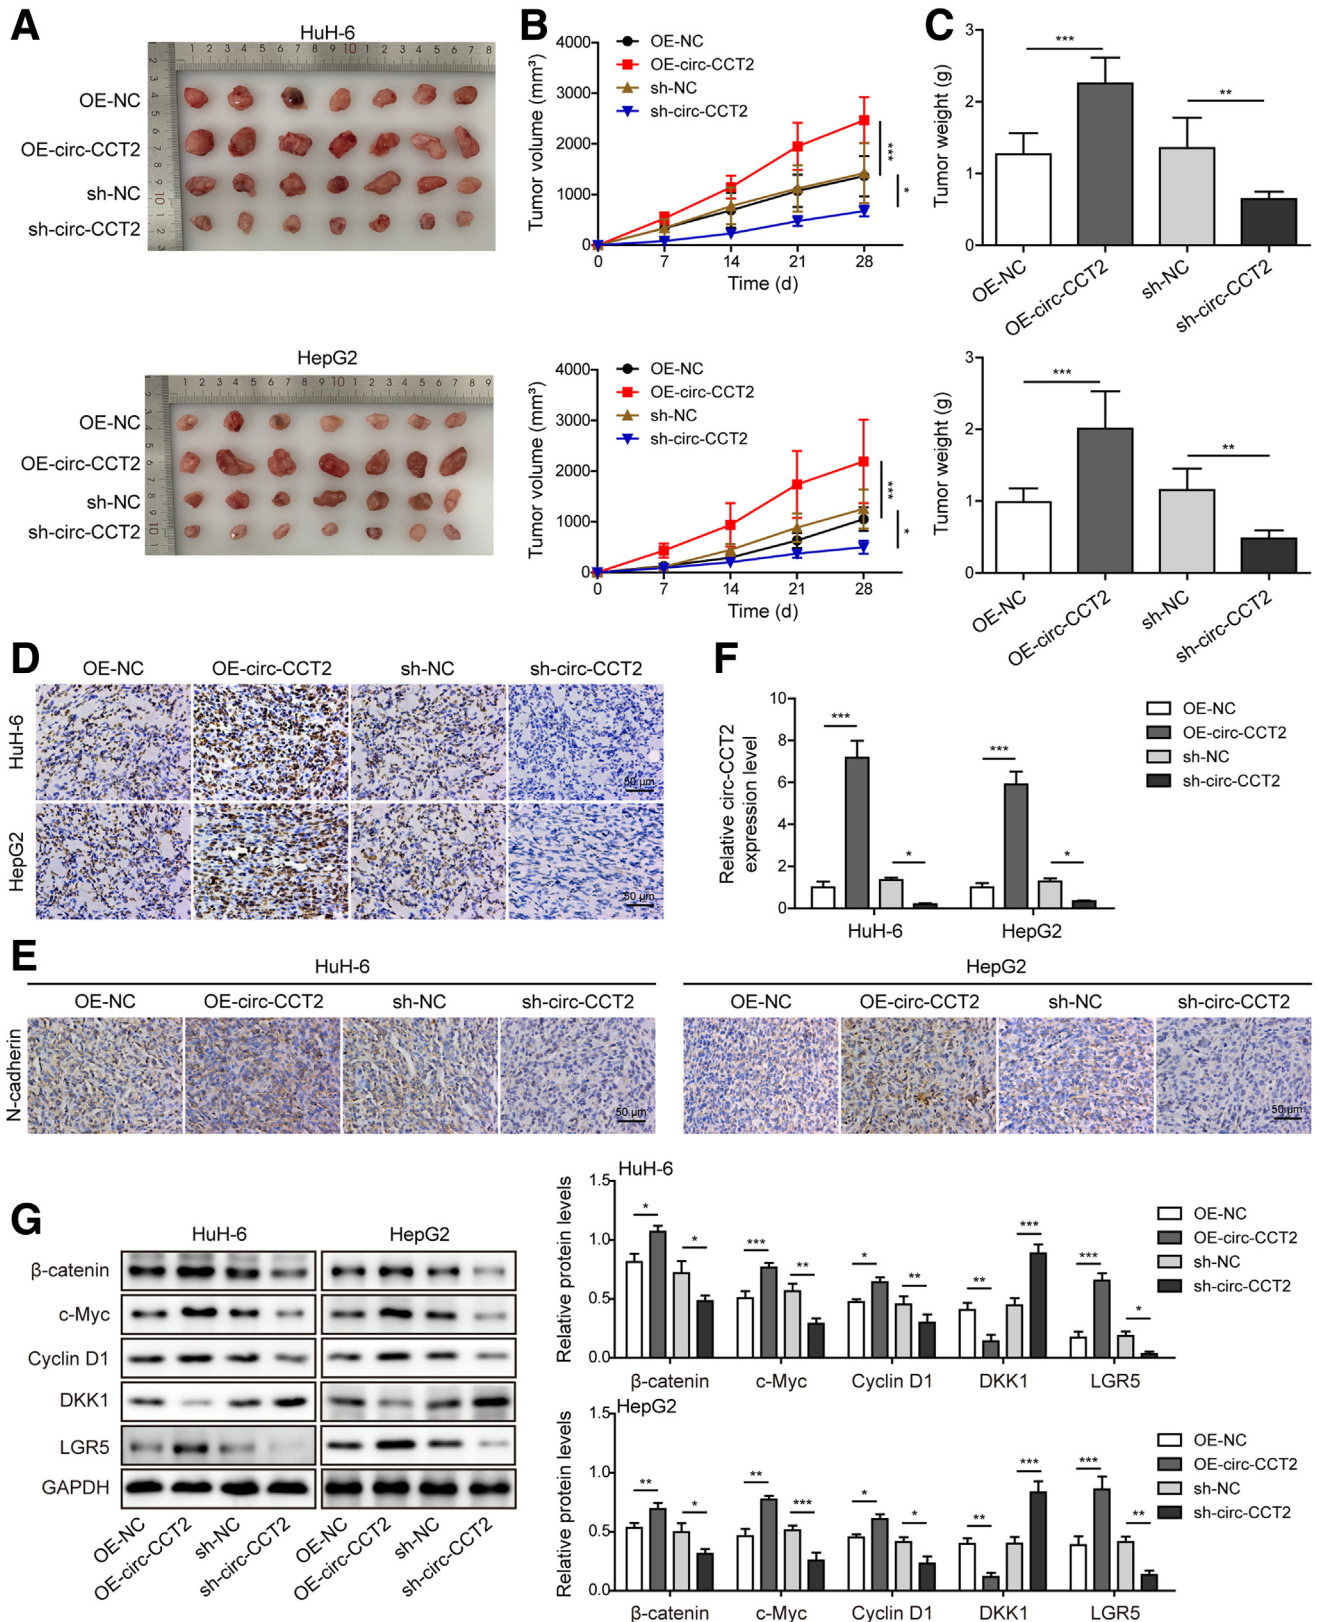 A
HuH-6
OE-NC
OE-circ-CCT2
sh-NC
sh-circ-CCT2
HepG2
OE-NC
OE-circ-CCT2
sh-NC
sh-circ-CCT2
B
Tumor volume (mm³)
4000
3000
2000
1000
0
0 7 14 21 28
Time (d)
OE-NC
OE-circ-CCT2
sh-NC
sh-circ-CCT2
***
*
Tumor volume (mm³)
4000
3000
2000
1000
0
0 7 14 21 28
Time (d)
OE-NC
OE-circ-CCT2
sh-NC
sh-circ-CCT2
***
*
C
Tumor weight (g)
3
2
1
0
***
**
OE-NC
OE-circ-CCT2
sh-NC
sh-circ-CCT2
Tumor weight (g)
3
2
1
0
***
**
OE-NC
OE-circ-CCT2
sh-NC
sh-circ-CCT2
D
OE-NC OE-circ-CCT2 sh-NC sh-circ-CCT2
HuH-6
50 μm
HepG2
50 μm
F
Relative circ-CCT2
expression level
10
8
6
4
2
0
*** * *** *
HuH-6 HepG2
OE-NC
OE-circ-CCT2
sh-NC
sh-circ-CCT2
E
HuH-6 HepG2
OE-NC OE-circ-CCT2 sh-NC sh-circ-CCT2 OE-NC OE-circ-CCT2 sh-NC sh-circ-CCT2
N-cadherin
50 μm
50 μm
G
HuH-6 HepG2
β-catenin
c-Myc
Cyclin D1
DKK1
LGR5
GAPDH
OE-NC
OE-circ-CCT2
sh-NC
sh-circ-CCT2
OE-NC
OE-circ-CCT2
sh-NC
sh-circ-CCT2
HuH-6
Relative protein levels
1.5
1.0
0.5
0.0
* * *** ** * ** ** *** *** *
β-catenin c-Myc Cyclin D1 DKK1 LGR5
OE-NC
OE-circ-CCT2
sh-NC
sh-circ-CCT2
HepG2
Relative protein levels
1.5
1.0
0.5
0.0
** * ** *** * * ** *** *** **
β-catenin c-Myc Cyclin D1 DKK1 LGR5
OE-NC
OE-circ-CCT2
sh-NC
sh-circ-CCT2